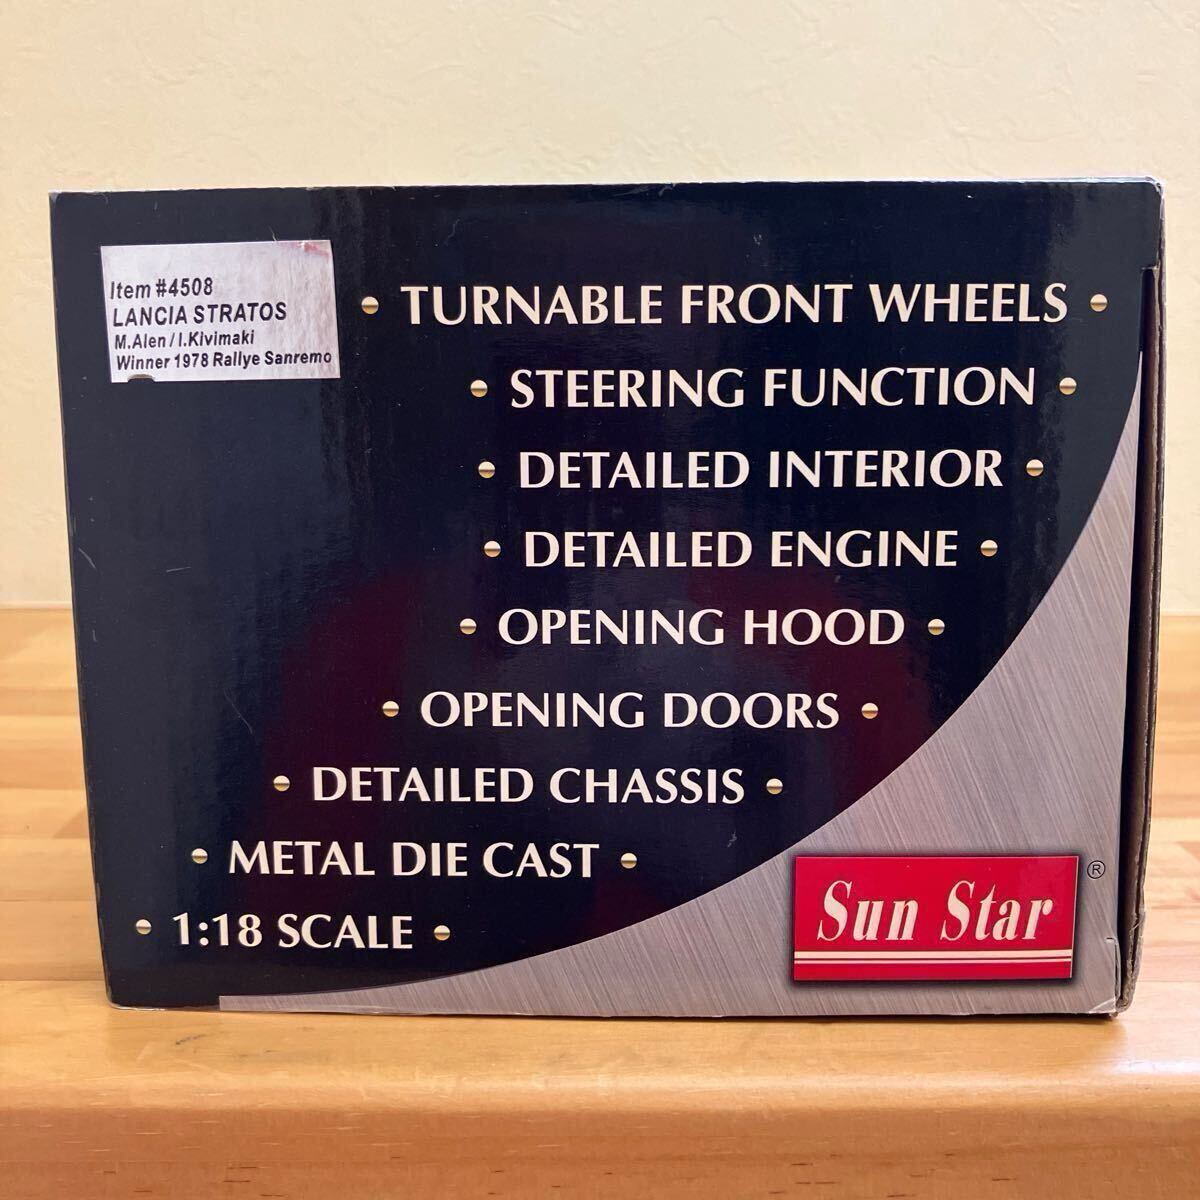 Item #4508
LANCIA STRATOS
M.Alen / I.Kivimaki
Winner 1978 Rallye Sanremo
• TURNABLE FRONT WHEELS •
• STEERING FUNCTION •
• DETAILED INTERIOR •
• DETAILED ENGINE •
• OPENING HOOD •
• OPENING DOORS •
• DETAILED CHASSIS •
• METAL DIE CAST •
• 1:18 SCALE •
Sun Star ®